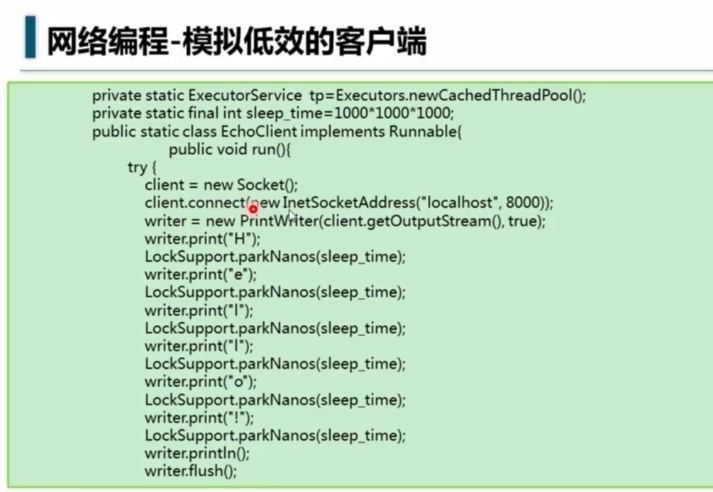 网络编程-模拟低效的客户端
private static ExecutorService tp=Executors.newCachedThreadPool();
private static final int sleep_time=1000*1000*1000;
public static class EchoClient implements Runnable{
public void run(){
try {
client = new Socket();
client.connect(new InetSocketAddress("localhost", 8000));
writer = new PrintWriter(client.getOutputStream(), true);
writer.print("H");
LockSupport.parkNanos(sleep_time);
writer.print("e");
LockSupport.parkNanos(sleep_time);
writer.print("l");
LockSupport.parkNanos(sleep_time);
writer.print("l");
LockSupport.parkNanos(sleep_time);
writer.print("o");
LockSupport.parkNanos(sleep_time);
writer.print("!");
LockSupport.parkNanos(sleep_time);
writer.println();
writer.flush();